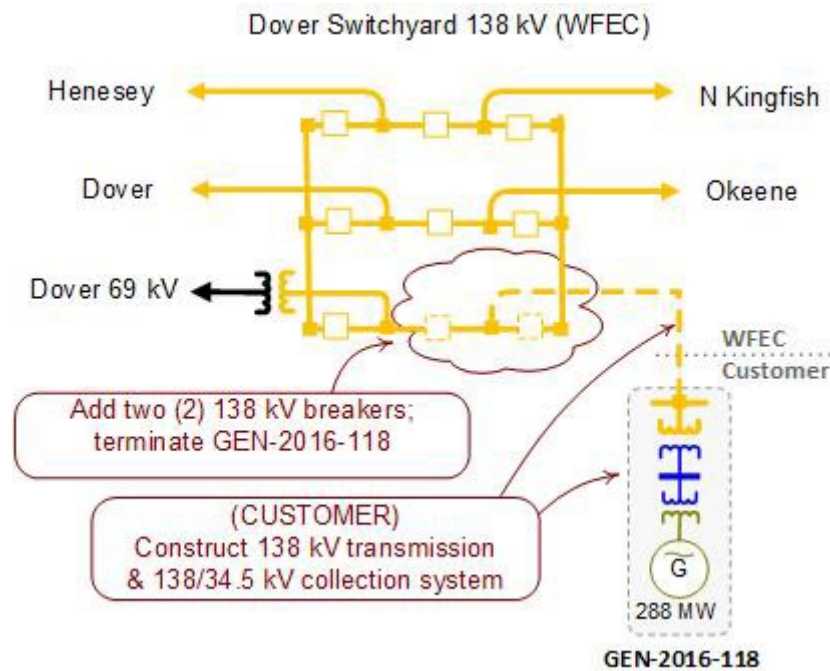 Dover Switchyard 138 kV (WFEC)
Henesey
N Kingfish
Dover
Okeene
Dover 69 kV
WFEC
Customer
Add two (2) 138 kV breakers;
terminate GEN-2016-118
(CUSTOMER)
Construct 138 kV transmission
& 138/34.5 kV collection system
G
288 MW
GEN-2016-118